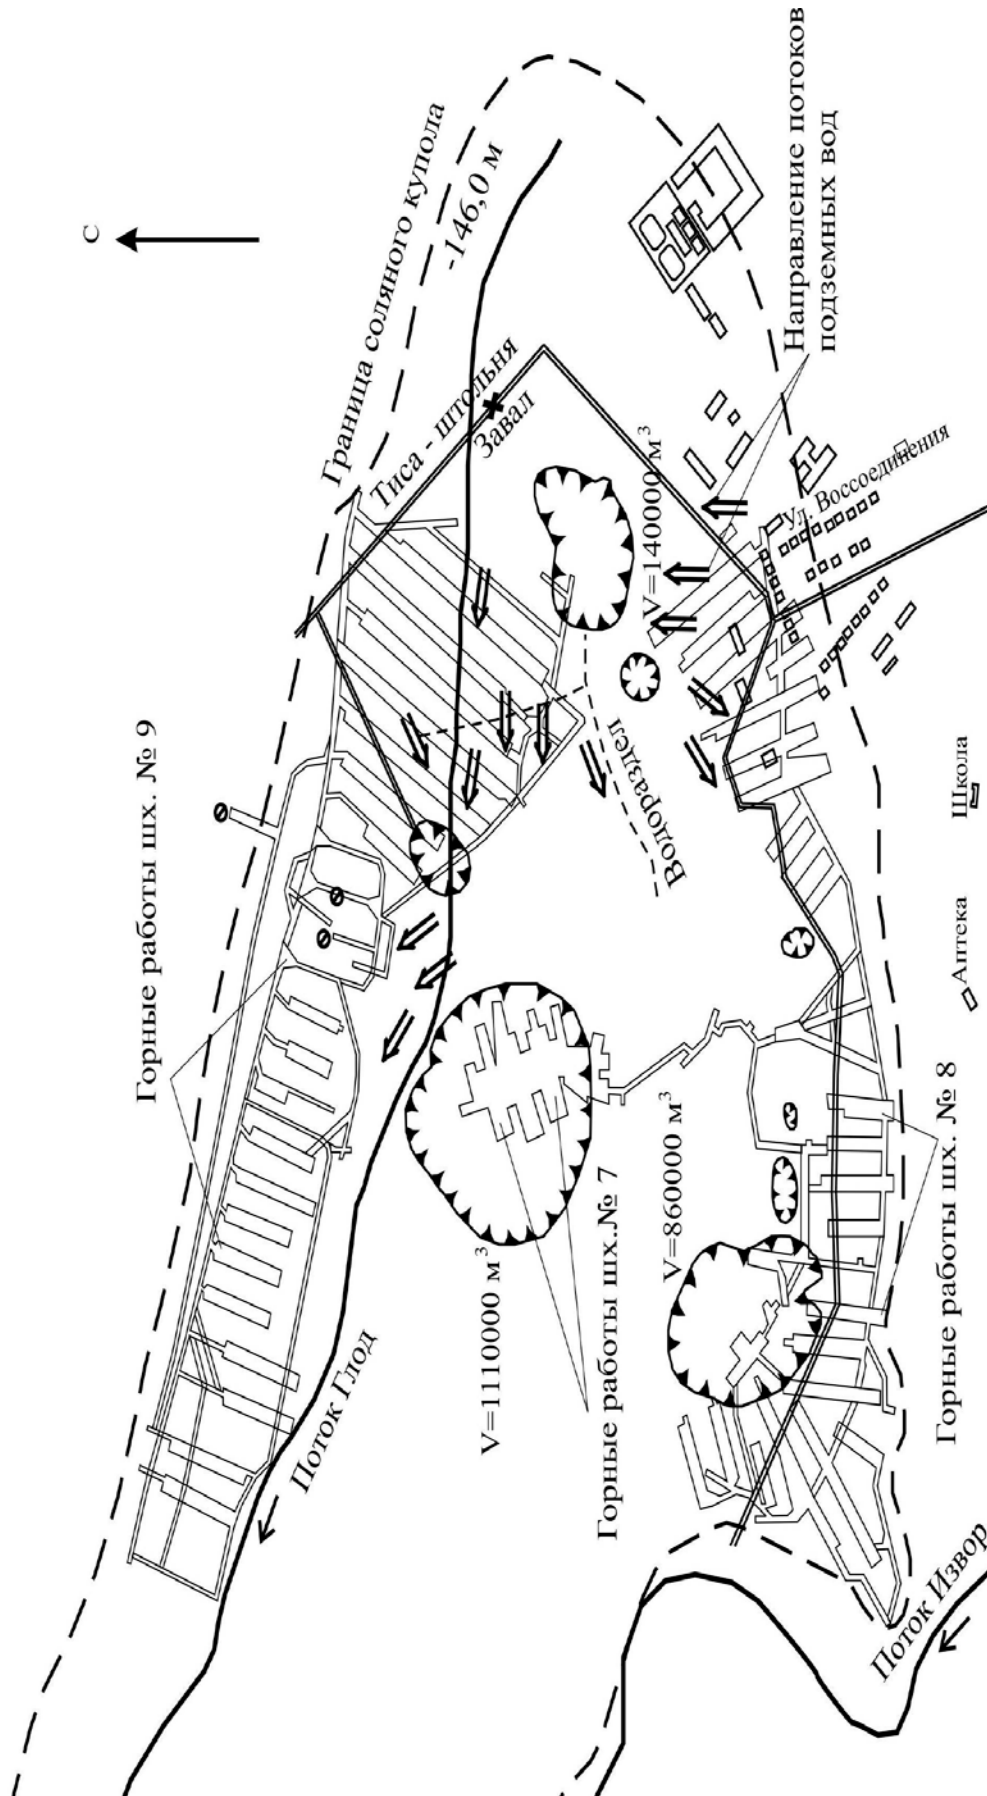 С
Граница соляного купола
-146,0 м
Направление потоков
подземных вод
Тиса - штольня
Завал
V=140000 м³
Ул. Воссоединения
Водораздел
Горные работы шх. № 9
Школа
Аптека
V=1110000 м³
Горные работы шх.№ 7
V=860000 м³
Горные работы шх. № 8
Поток Глод
Поток Извор